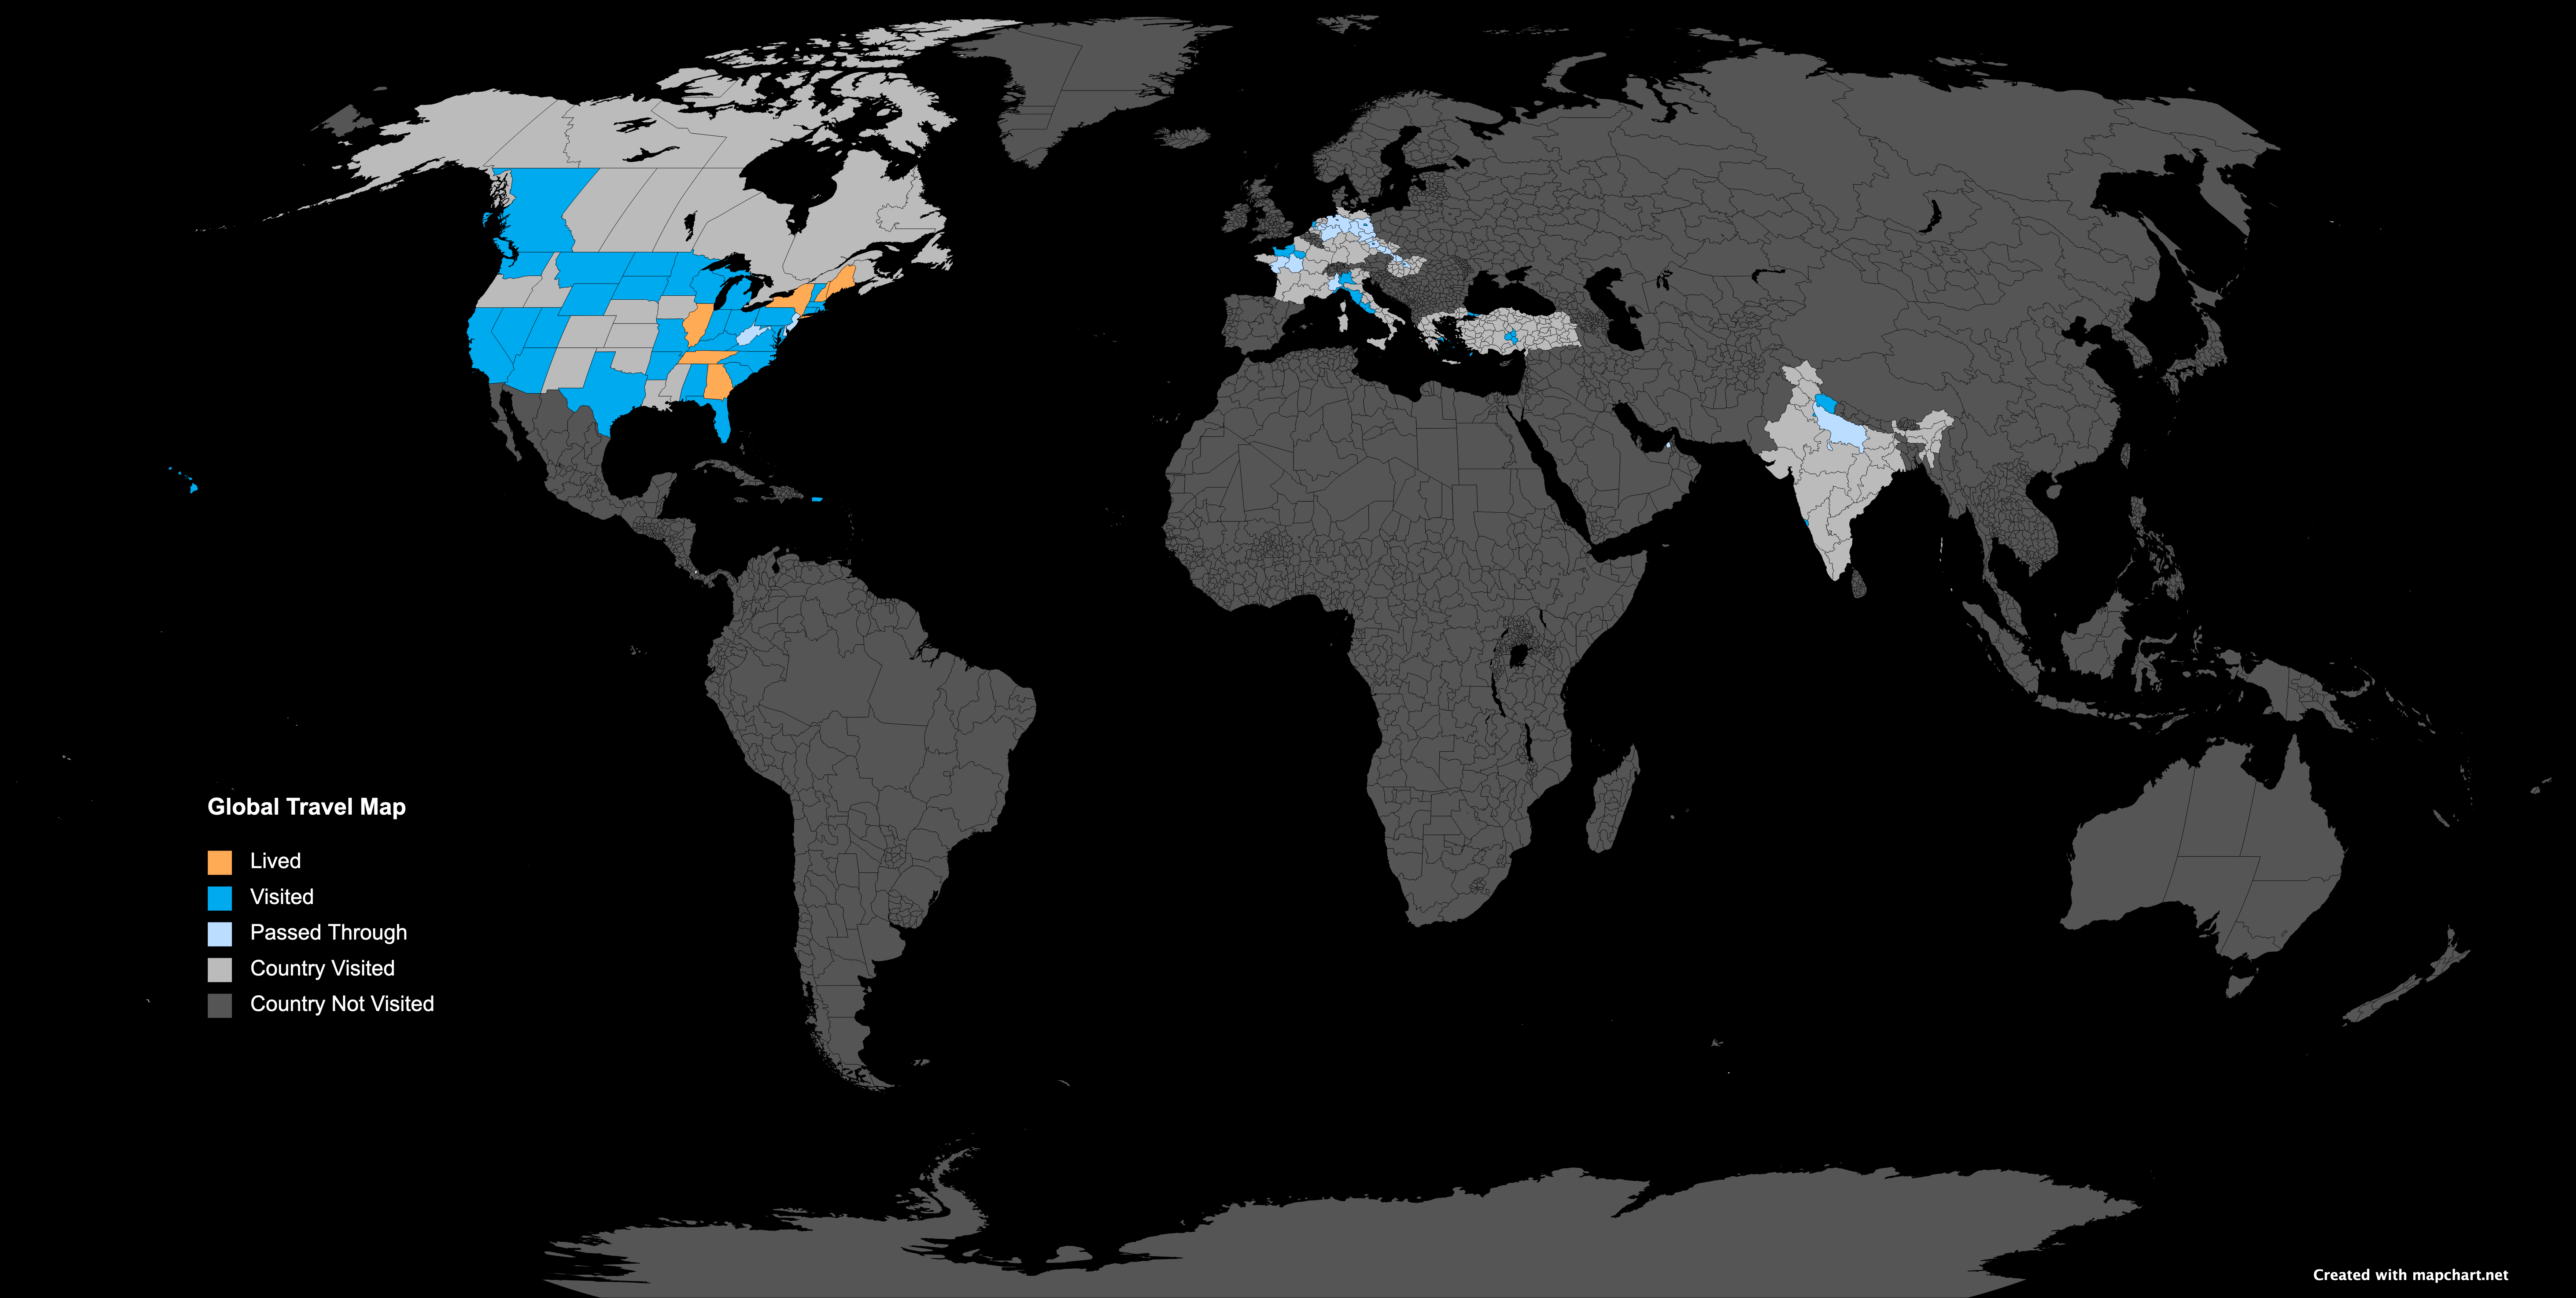 Global Travel Map
Lived
Visited
Passed Through
Country Visited
Country Not Visited
Created with mapchart.net